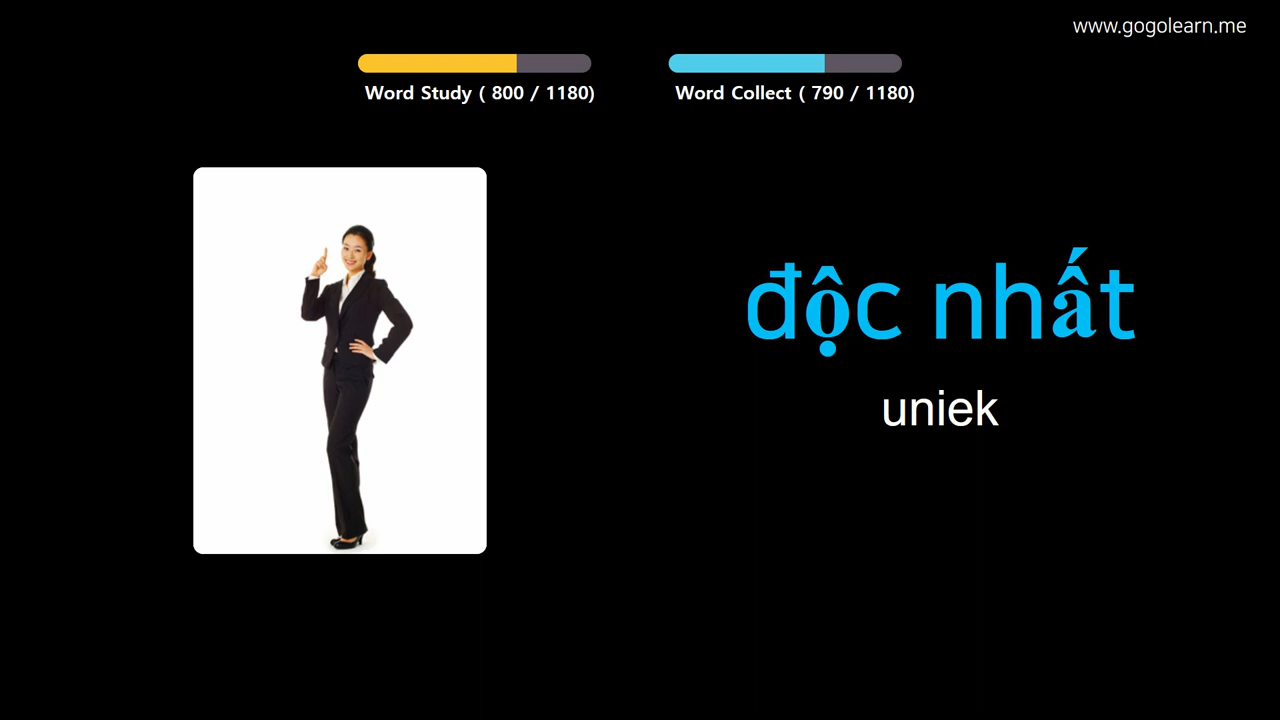 www.gogolearn.me
Word Study ( 800 / 1180)
Word Collect ( 790 / 1180)
độc nhất
uniek